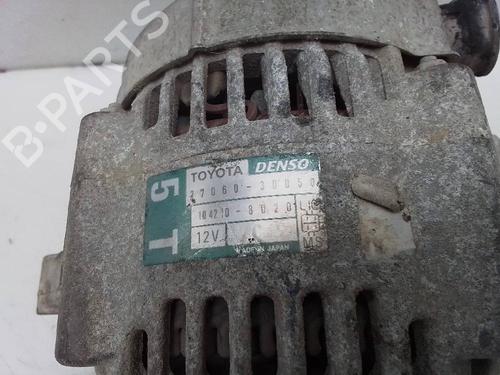 B-PARTS
5 T
TOYOTA DENSO
27060-30050
104210-8020
12V
MADE IN JAPAN